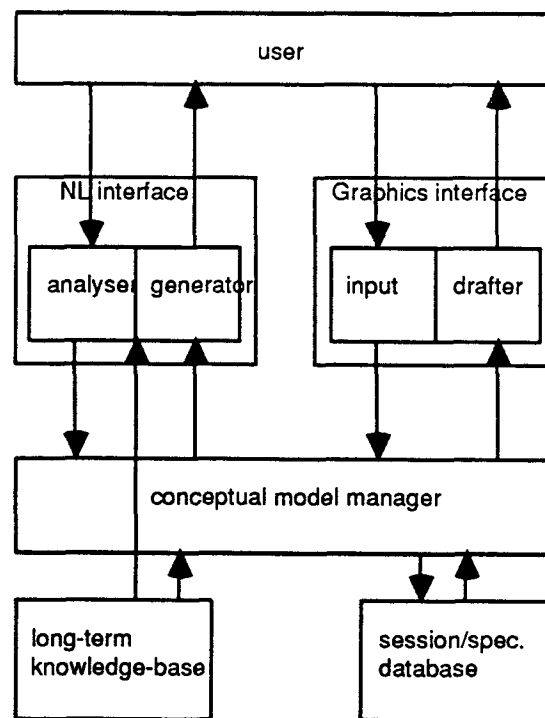 user
NL interface
Graphics interface
analyser
generator
input
drafter
conceptual model manager
long-term
knowledge-base
session/spec.
database